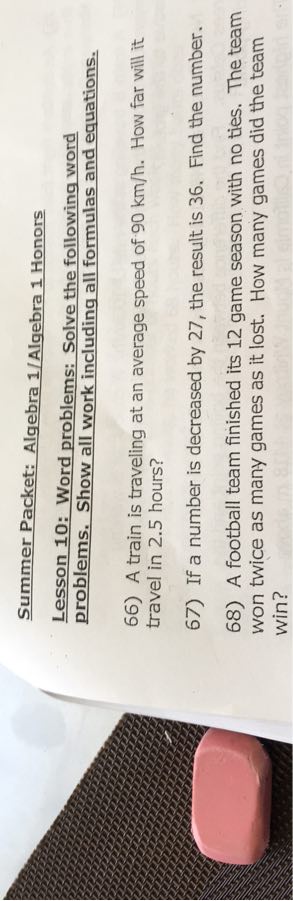 Summer Packet: Algebra 1/Algebra 1 Honors
Lesson 10: Word problems: Solve the following word
problems. Show all work including all formulas and equations.
66) A train is traveling at an average speed of 90 km/h. How far will it
travel in 2.5 hours?
67) If a number is decreased by 27, the result is 36. Find the number.
68) A football team finished its 12 game season with no ties. The team
won twice as many games as it lost. How many games did the team
win?